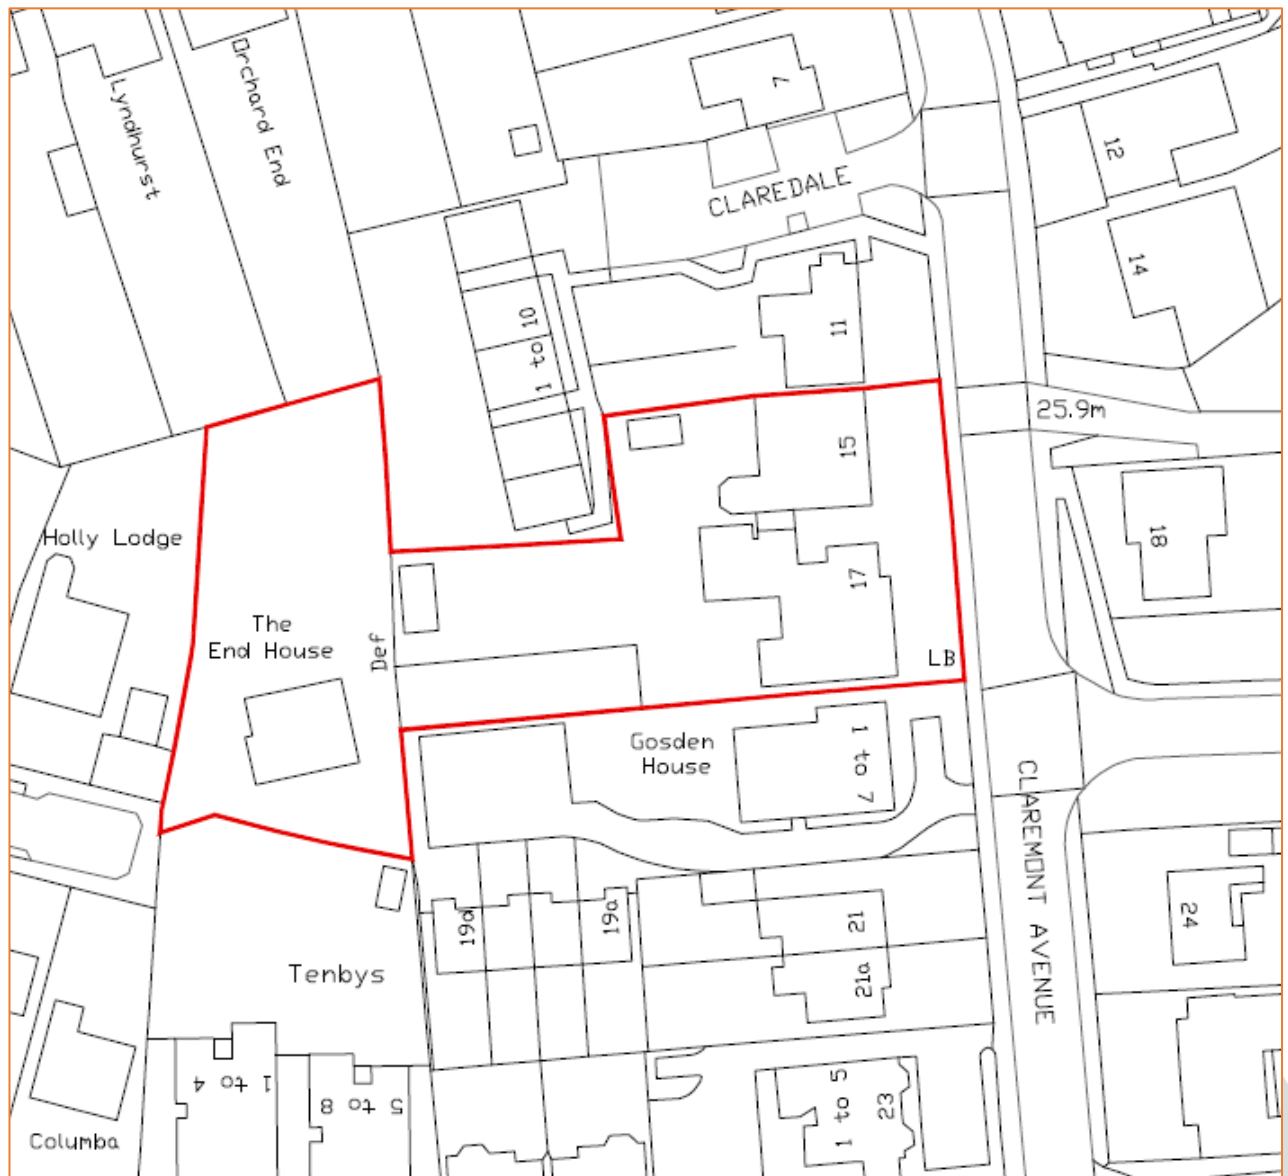 Lyndhurst
Orchard End
7
CLAREDALE
12
14
1 to 10
11
25.9m
15
18
Holly Lodge
17
The
End House
Def
LB
Gosden
House
1 to 7
CLAREMONT AVENUE
19d
19a
21
24
21a
Tenbys
1 to 4
5 to 8
1 to 5
23
Columba